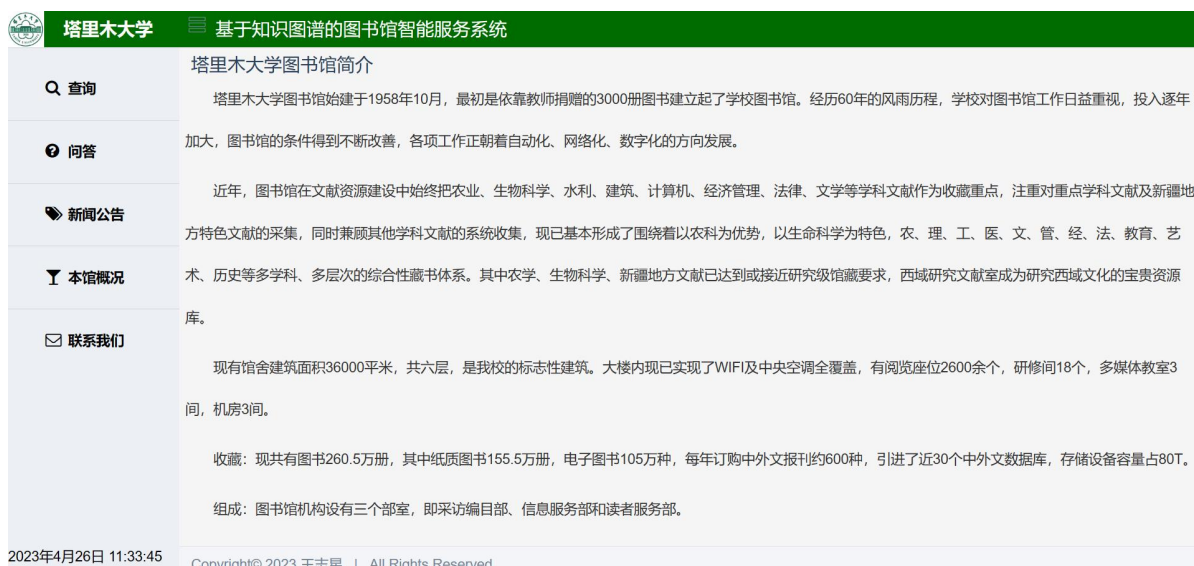 塔里木大学
基于知识图谱的图书馆智能服务系统
查询
问答
新闻公告
本馆概况
联系我们
2023年4月26日 11:33:45
塔里木大学图书馆简介
塔里木大学图书馆始建于1958年10月，最初是依靠教师捐赠的3000册图书建立起了学校图书馆。经历60年的风雨历程，学校对图书馆工作日益重视，投入逐年
加大，图书馆的条件得到不断改善，各项工作正朝着自动化、网络化、数字化的方向发展。
近年，图书馆在文献资源建设中始终把农业、生物科学、水利、建筑、计算机、经济管理、法律、文学等学科文献作为收藏重点，注重对重点学科文献及新疆地
方特色文献的采集，同时兼顾其他学科文献的系统收集，现已基本形成了围绕着以农科为优势，以生命科学为特色，农、理、工、医、文、管、经、法、教育、艺
术、历史等多学科、多层次的综合性藏书体系。其中农学、生物科学、新疆地方文献已达到或接近研究级馆藏要求，西域研究文献室成为研究西域文化的宝贵资源
库。
现有馆舍建筑面积36000平米，共六层，是我校的标志性建筑。大楼内现已实现了WIFI及中央空调全覆盖，有阅览座位2600余个，研修间18个，多媒体教室3
间，机房3间。
收藏：现共有图书260.5万册，其中纸质图书155.5万册，电子图书105万种，每年订购中外文报刊约600种，引进了近30个中外文数据库，存储设备容量占80T。
组成：图书馆机构设有三个部室，即采访编目部、信息服务部和读者服务部。
Copyright© 2023 王志星 | All Rights Reserved